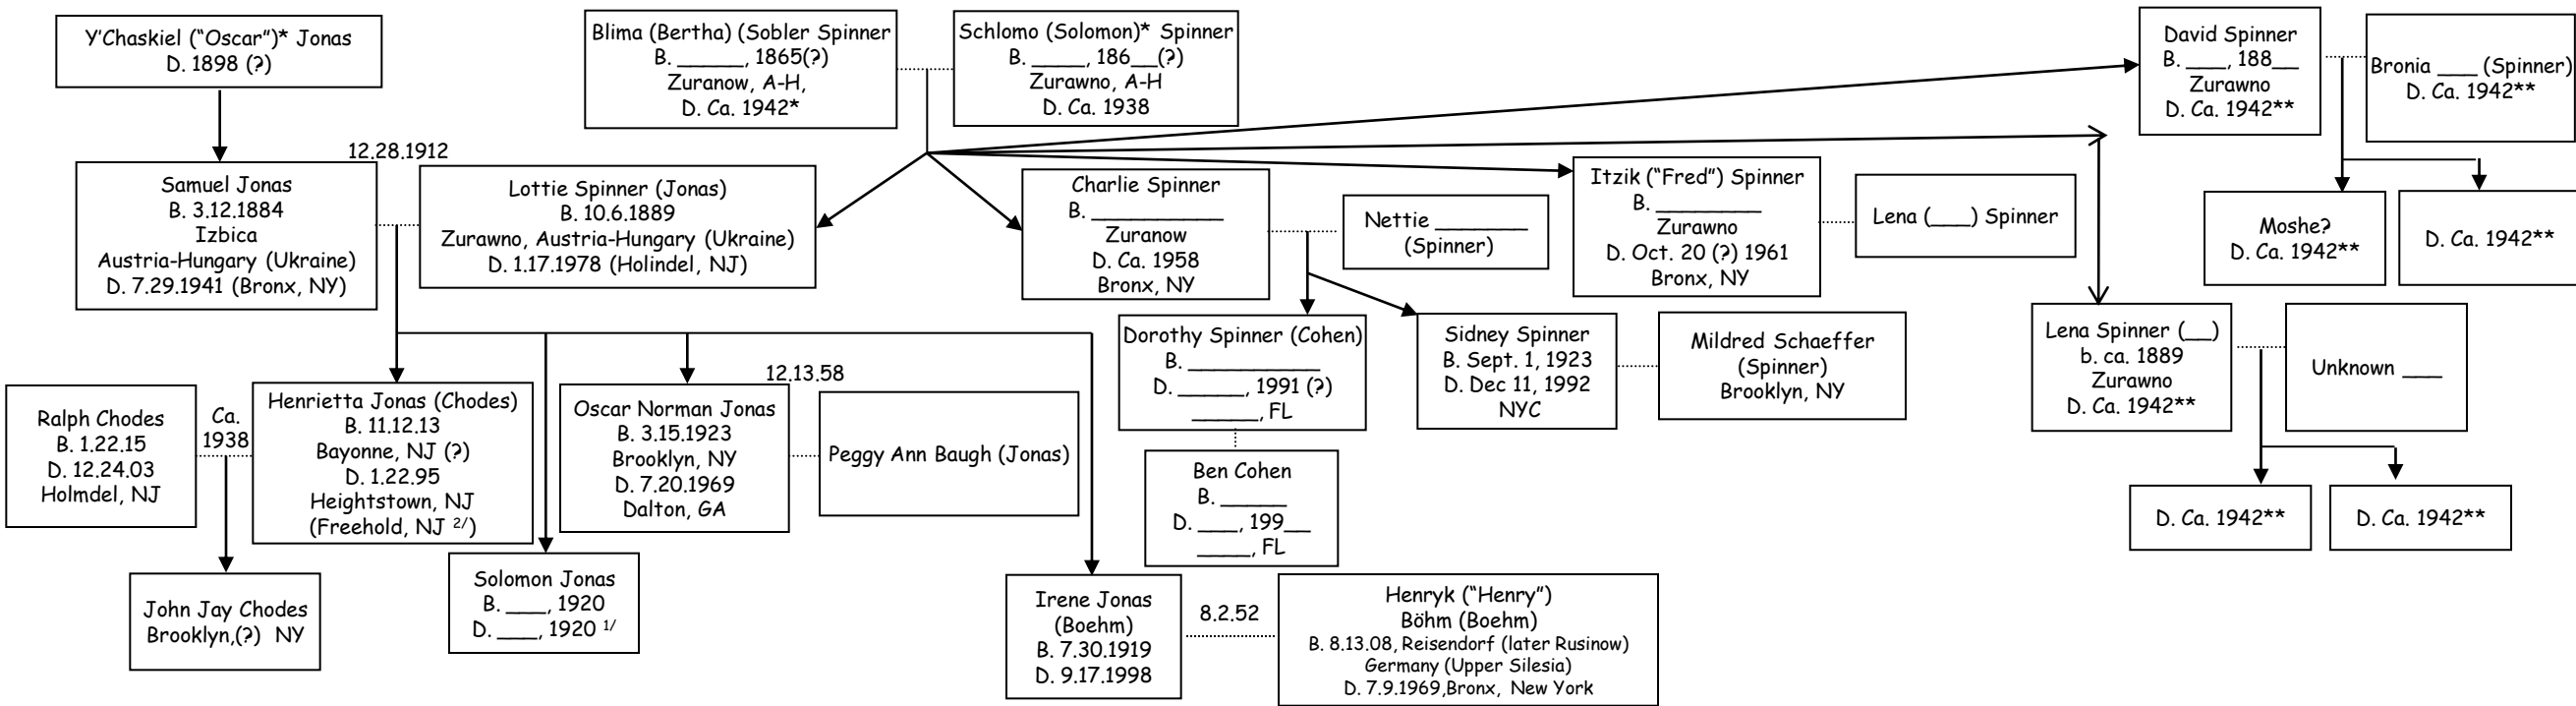 Y'Chaskiel (“Oscar”)* Jonas
D. 1898 (?)
Blima (Bertha) (Sobler Spinner
B. _____, 1865(?)
Zuranow, A-H,
D. Ca. 1942*
Schlomo (Solomon)* Spinner
B. ____, 186__(?)
Zurawno, A-H
D. Ca. 1938
David Spinner
B. ___, 188__
Zurawno
D. Ca. 1942**
Bronia ___ (Spinner)
D. Ca. 1942**
12.28.1912
Samuel Jonas
B. 3.12.1884
Izbica
Austria-Hungary (Ukraine)
D. 7.29.1941 (Bronx, NY)
Lottie Spinner (Jonas)
B. 10.6.1889
Zurawno, Austria-Hungary (Ukraine)
D. 1.17.1978 (Holindel, NJ)
Charlie Spinner
B. __________
Zuranow
D. Ca. 1958
Bronx, NY
Nettie _______
(Spinner)
Itzik (“Fred”) Spinner
B. ________
Zurawno
D. Oct. 20 (?) 1961
Bronx, NY
Lena (___) Spinner
Moshe?
D. Ca. 1942**
D. Ca. 1942**
Dorothy Spinner (Cohen)
B. __________
D. _____, 1991 (?)
_____, FL
Sidney Spinner
B. Sept. 1, 1923
D. Dec 11, 1992
NYC
Mildred Schaeffer
(Spinner)
Brooklyn, NY
Lena Spinner (__)
b. ca. 1889
Zurawno
D. Ca. 1942**
Unknown ___
Ralph Chodes
B. 1.22.15
D. 12.24.03
Holmdel, NJ
Ca.
1938
Henrietta Jonas (Chodes)
B. 11.12.13
Bayonne, NJ (?)
D. 1.22.95
Heightstown, NJ
(Freehold, NJ 2/)
Oscar Norman Jonas
B. 3.15.1923
Brooklyn, NY
D. 7.20.1969
Dalton, GA
12.13.58
Peggy Ann Baugh (Jonas)
Ben Cohen
B. _____
D. ___, 199__
____, FL
D. Ca. 1942**
D. Ca. 1942**
John Jay Chodes
Brooklyn,(?) NY
Solomon Jonas
B. ___, 1920
D. ___, 1920 1/
Irene Jonas
(Boehm)
B. 7.30.1919
D. 9.17.1998
8.2.52
Henryk (“Henry”)
Böhm (Boehm)
B. 8.13.08, Reisendorf (later Rusinow)
Germany (Upper Silesia)
D. 7.9.1969,Bronx, New York